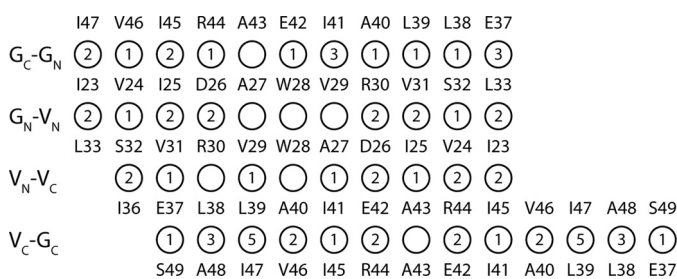 I47 V46 I45 R44 A43 E42 I41 A40 L39 L38 E37
G_C-G_N 2 1 2 1 1 3 1 1 1 3
I23 V24 I25 D26 A27 W28 V29 R30 V31 S32 L33
G_N-V_N 2 1 2 2 2 2 1 2
L33 S32 V31 R30 V29 W28 A27 D26 I25 V24 I23
V_N-V_C 2 1 1 1 2 1 2 2
I36 E37 L38 L39 A40 I41 E42 A43 R44 I45 V46 I47 A48 S49
V_C-G_C 1 3 5 2 1 2 2 1 2 5 3 1
S49 A48 I47 V46 I45 R44 A43 E42 I41 A40 L39 L38 E37